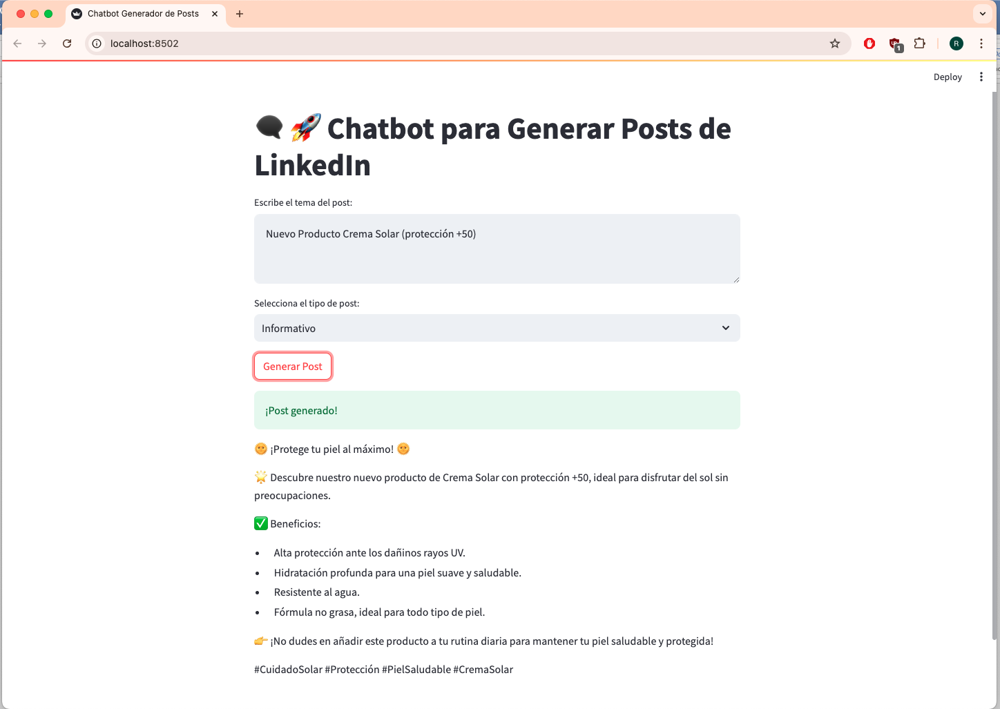 Chatbot Generador de Posts
localhost:8502
1
R
Deploy
Chatbot para Generar Posts de
LinkedIn
Escribe el tema del post:
Nuevo Producto Crema Solar (protección +50)
Selecciona el tipo de post:
Informativo
Generar Post
¡Post generado!
🌞 ¡Protege tu piel al máximo! 🌞
🌟 Descubre nuestro nuevo producto de Crema Solar con protección +50, ideal para disfrutar del sol sin
preocupaciones.
✅ Beneficios:
• Alta protección ante los dañinos rayos UV.
• Hidratación profunda para una piel suave y saludable.
• Resistente al agua.
• Fórmula no grasa, ideal para todo tipo de piel.
👉 ¡No dudes en añadir este producto a tu rutina diaria para mantener tu piel saludable y protegida!
#CuidadoSolar #Protección #PielSaludable #CremaSolar